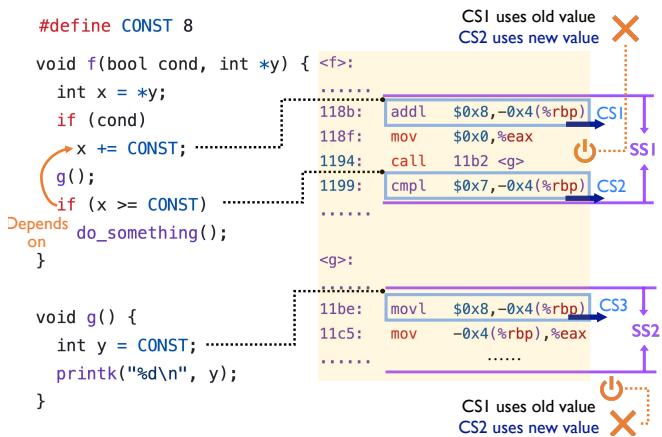 #define CONST 8
CS1 uses old value
CS2 uses new value
void f(bool cond, int *y) {
int x = *y;
if (cond)
x += CONST;
g();
if (x >= CONST)
do_something();
}
Depends
on
void g() {
int y = CONST;
printk("%d\n", y);
}
<f>:
......
118b: addl $0x8,-0x4(%rbp) CS1
118f: mov $0x0,%eax
1194: call 11b2 <g>
1199: cmpl $0x7,-0x4(%rbp) CS2
......
SS1
<g>:
......
11be: movl $0x8,-0x4(%rbp) CS3
11c5: mov -0x4(%rbp),%eax
...... ......
SS2
CS1 uses old value
CS2 uses new value